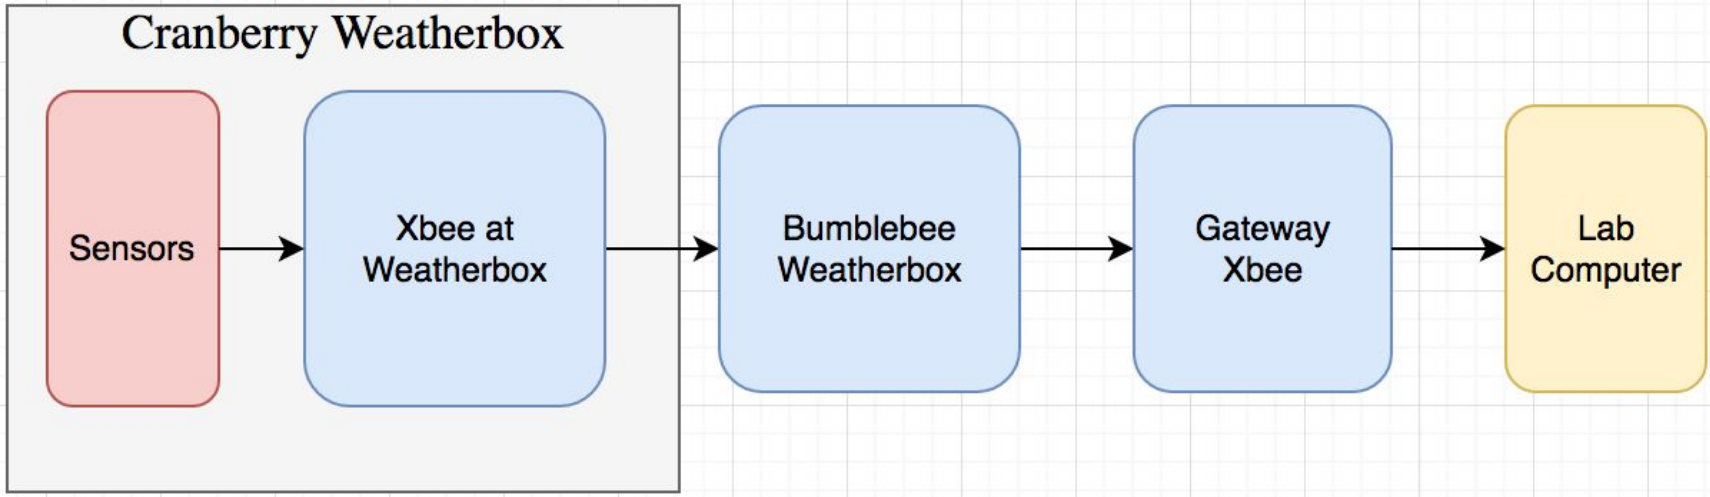 Cranberry Weatherbox
Sensors
Xbee at
Weatherbox
Bumblebee
Weatherbox
Gateway
Xbee
Lab
Computer